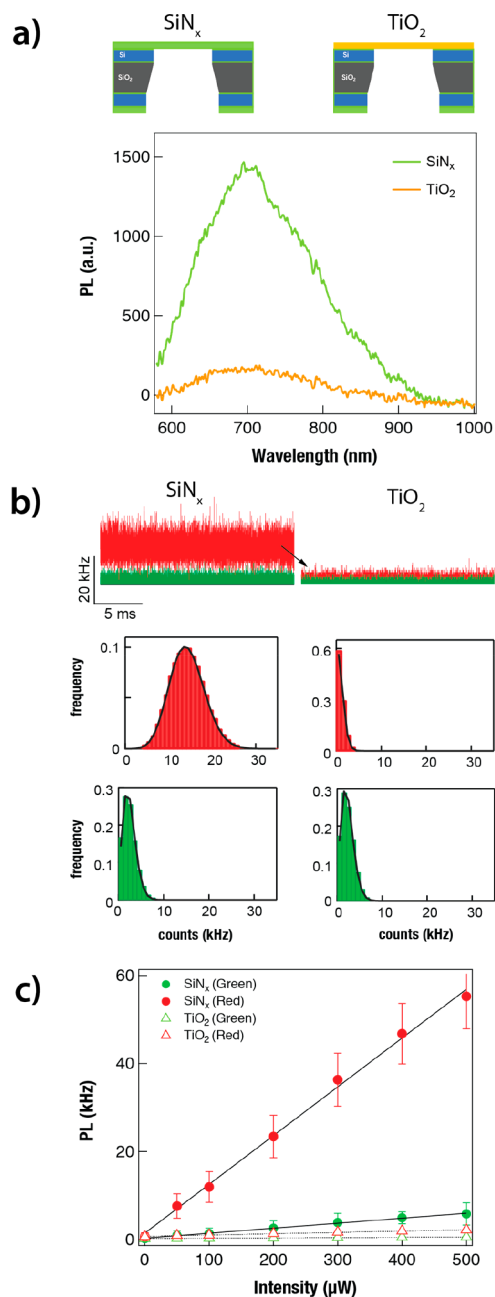 a)
SiNx
TiO2
Si
SiO2
Si
SiO2
1500
1000
500
0
PL (a.u.)
SiNx
TiO2
600 700 800 900 1000
Wavelength (nm)
b)
SiNx
TiO2
20 kHz
5 ms
frequency
0.1
0
0 10 20 30
0.6
0.3
0
0 10 20 30
frequency
0.3
0.2
0.1
0
0 10 20 30
counts (kHz)
0.3
0.2
0.1
0
0 10 20 30
counts (kHz)
c)
60
40
20
0
PL (kHz)
SiNx (Green)
SiNx (Red)
TiO2 (Green)
TiO2 (Red)
0 100 200 300 400 500
Intensity (µW)